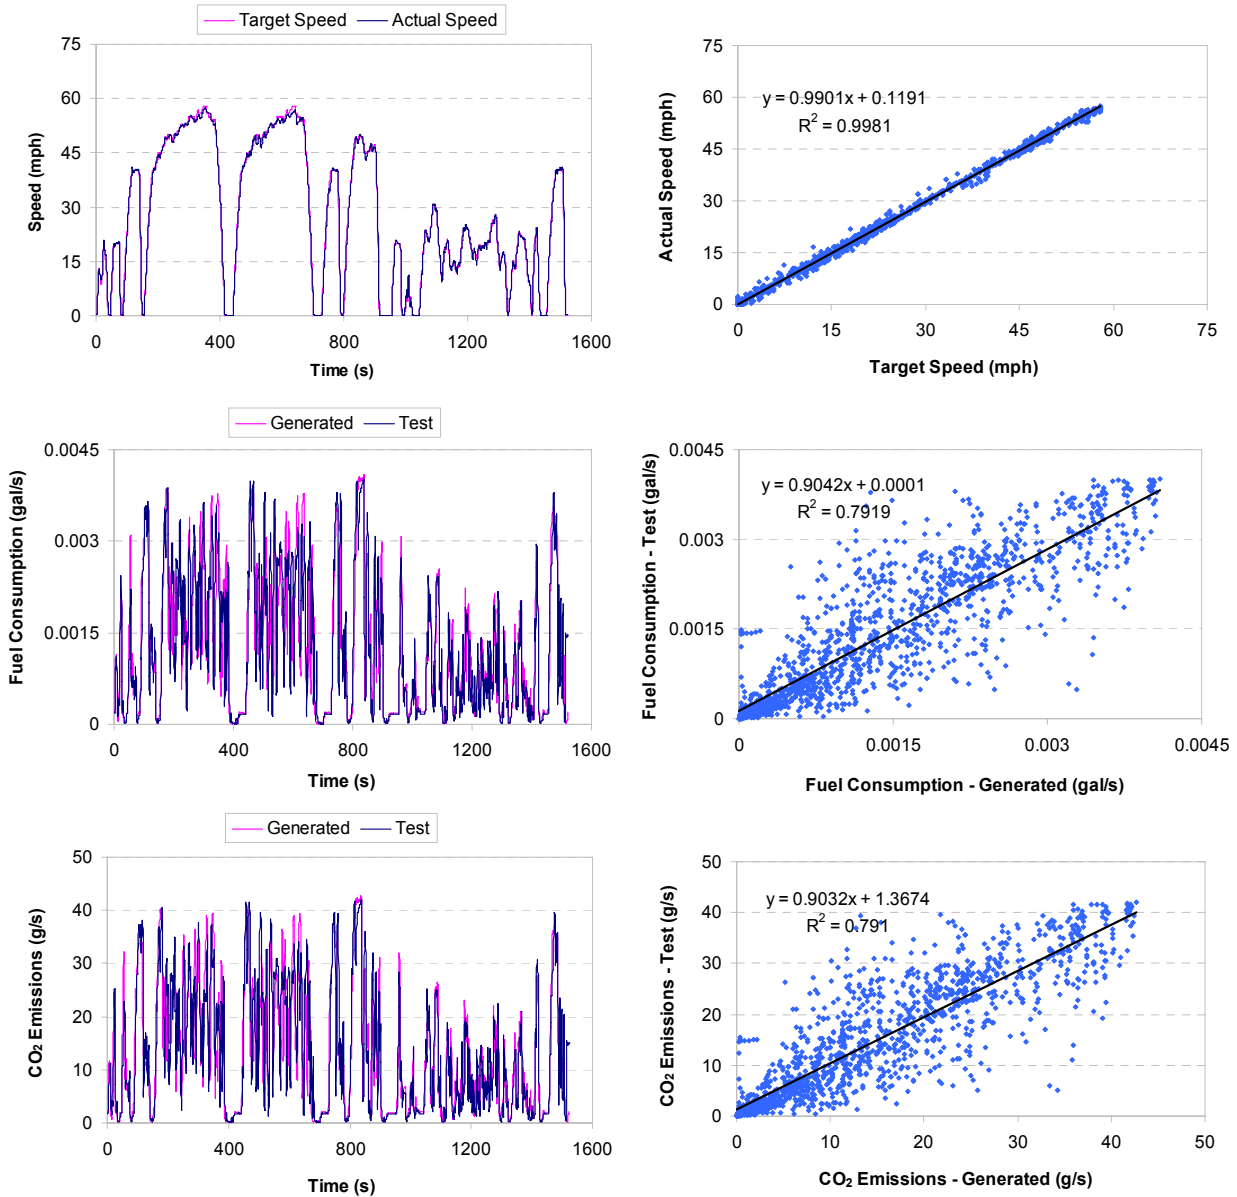 Target Speed Actual Speed
75
60
45
30
15
0
Speed (mph)
0 400 800 1200 1600
Time (s)
75
60
45
30
15
0
Actual Speed (mph)
y = 0.9901x + 0.1191
R² = 0.9981
0 15 30 45 60 75
Target Speed (mph)
Generated Test
0.0045
0.003
0.0015
0
Fuel Consumption (gal/s)
0 400 800 1200 1600
Time (s)
0.0045
0.003
0.0015
0
Fuel Consumption - Test (gal/s)
y = 0.9042x + 0.0001
R² = 0.7919
0 0.0015 0.003 0.0045
Fuel Consumption - Generated (gal/s)
Generated Test
50
40
30
20
10
0
CO₂ Emissions (g/s)
0 400 800 1200 1600
Time (s)
50
40
30
20
10
0
CO₂ Emissions - Test (g/s)
y = 0.9032x + 1.3674
R² = 0.791
0 10 20 30 40 50
CO₂ Emissions - Generated (g/s)